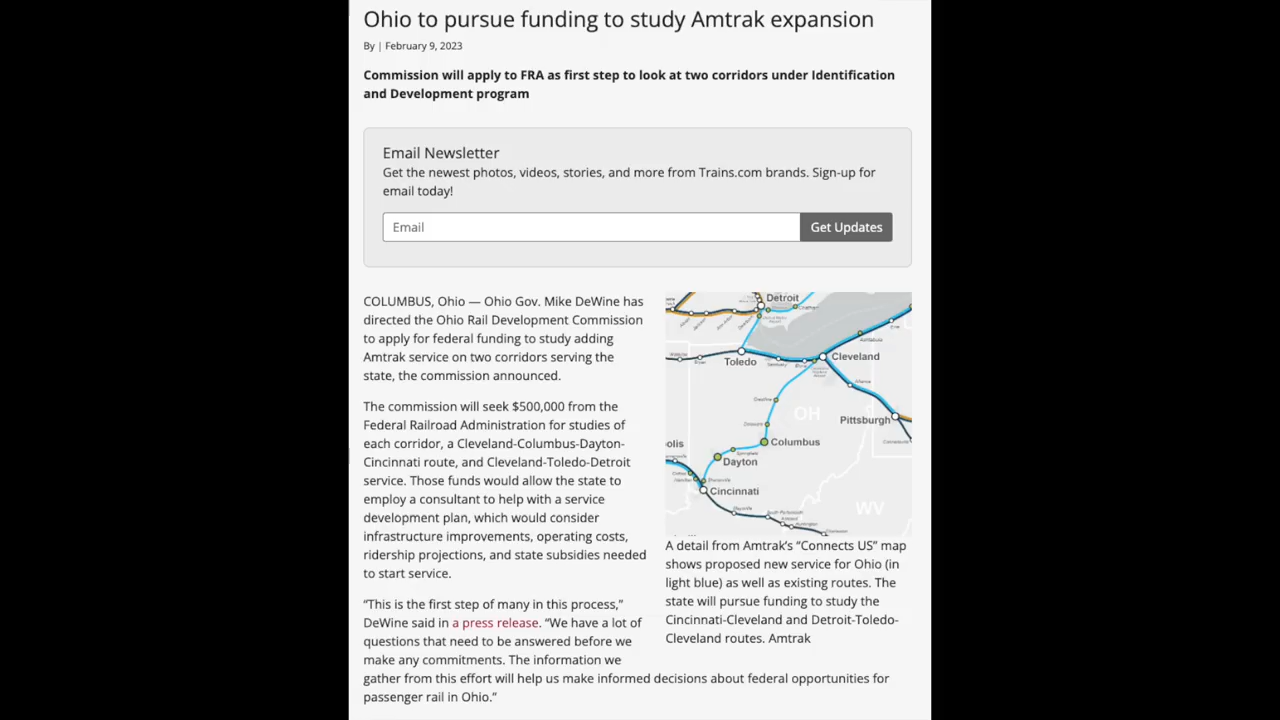 Ohio to pursue funding to study Amtrak expansion
By | February 9, 2023
Commission will apply to FRA as first step to look at two corridors under Identification
and Development program
Email Newsletter
Get the newest photos, videos, stories, and more from Trains.com brands. Sign-up for
email today!
Email
Get Updates
COLUMBUS, Ohio — Ohio Gov. Mike DeWine has
directed the Ohio Rail Development Commission
to apply for federal funding to study adding
Amtrak service on two corridors serving the
state, the commission announced.
The commission will seek $500,000 from the
Federal Railroad Administration for studies of
each corridor, a Cleveland-Columbus-Dayton-
Cincinnati route, and Cleveland-Toledo-Detroit
service. Those funds would allow the state to
employ a consultant to help with a service
development plan, which would consider
infrastructure improvements, operating costs,
ridership projections, and state subsidies needed
to start service.
“This is the first step of many in this process,”
DeWine said in a press release. “We have a lot of
questions that need to be answered before we
make any commitments. The information we
gather from this effort will help us make informed decisions about federal opportunities for
passenger rail in Ohio.”
Detroit
Toledo
Cleveland
Alliance
OH
Pittsburgh
olis
Columbus
Springfield
Dayton
Cincinnati
WV
A detail from Amtrak’s “Connects US” map
shows proposed new service for Ohio (in
light blue) as well as existing routes. The
state will pursue funding to study the
Cincinnati-Cleveland and Detroit-Toledo-
Cleveland routes. Amtrak